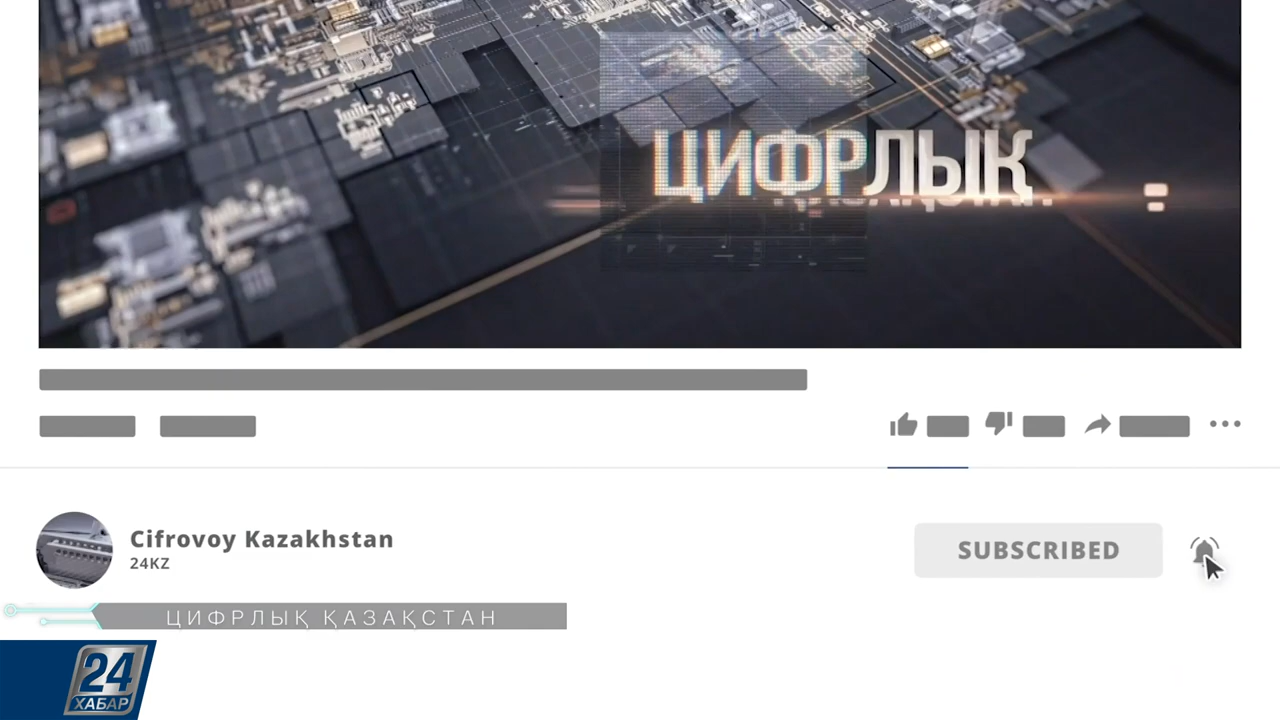 ЦИФРЛЫҚ
Cifrovoy Kazakhstan
24KZ
SUBSCRIBED
ЦИФРЛЫҚ ҚАЗАҚСТАН
24
ХАБАР